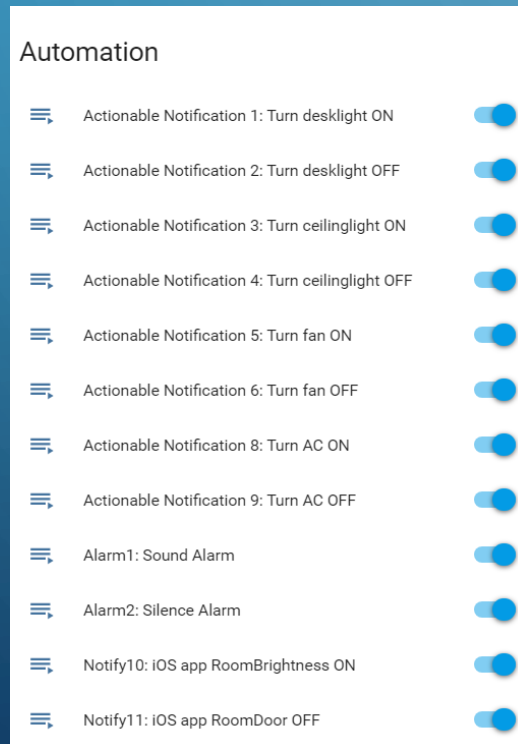 Automation
Actionable Notification 1: Turn desklight ON
Actionable Notification 2: Turn desklight OFF
Actionable Notification 3: Turn ceilinglight ON
Actionable Notification 4: Turn ceilinglight OFF
Actionable Notification 5: Turn fan ON
Actionable Notification 6: Turn fan OFF
Actionable Notification 8: Turn AC ON
Actionable Notification 9: Turn AC OFF
Alarm1: Sound Alarm
Alarm2: Silence Alarm
Notify10: iOS app RoomBrightness ON
Notify11: iOS app RoomDoor OFF